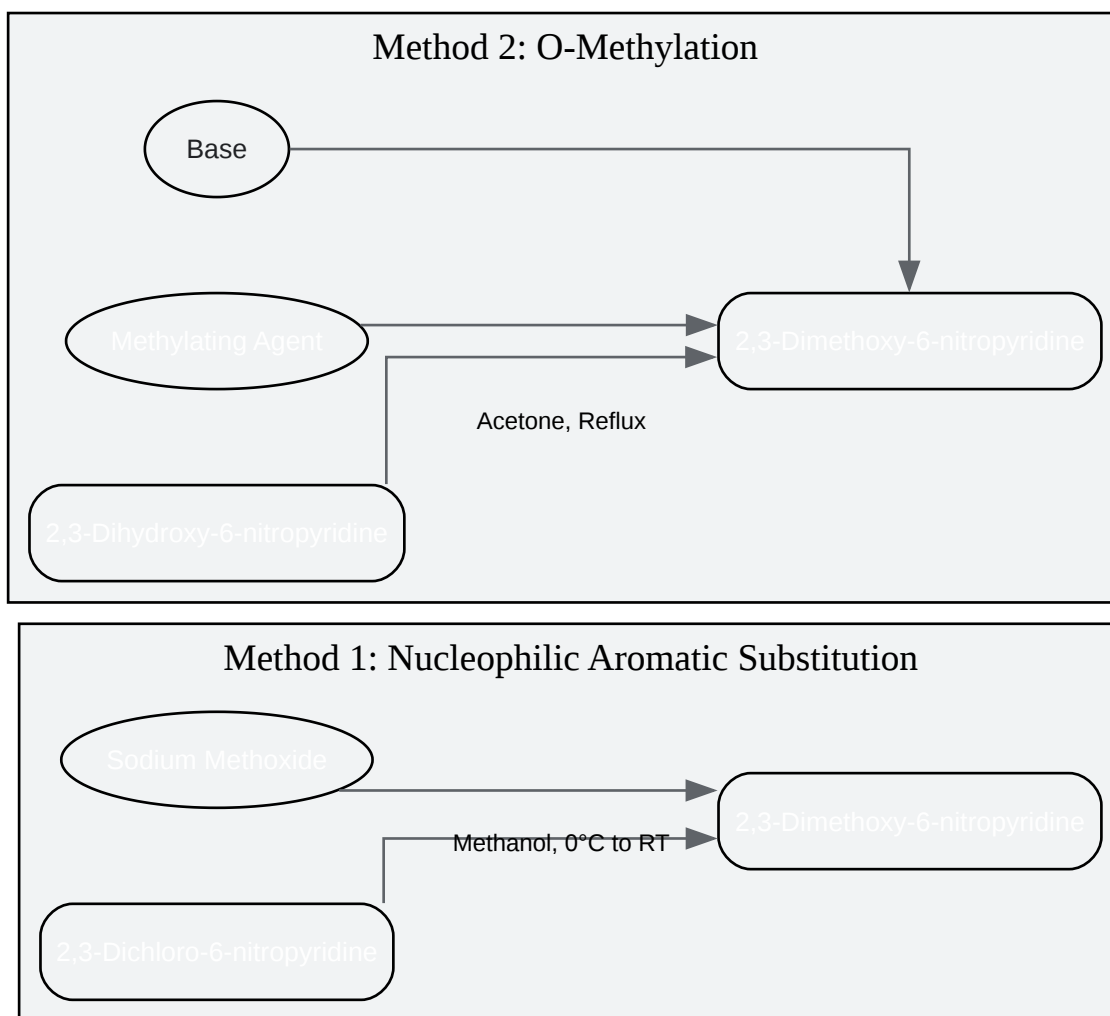 Method 2: O-Methylation
Base
Methylating Agent
2,3-Dimethoxy-6-nitropyridine
Acetone, Reflux
2,3-Dihydroxy-6-nitropyridine
Method 1: Nucleophilic Aromatic Substitution
Sodium Methoxide
2,3-Dimethoxy-6-nitropyridine
Methanol, 0°C to RT
2,3-Dichloro-6-nitropyridine